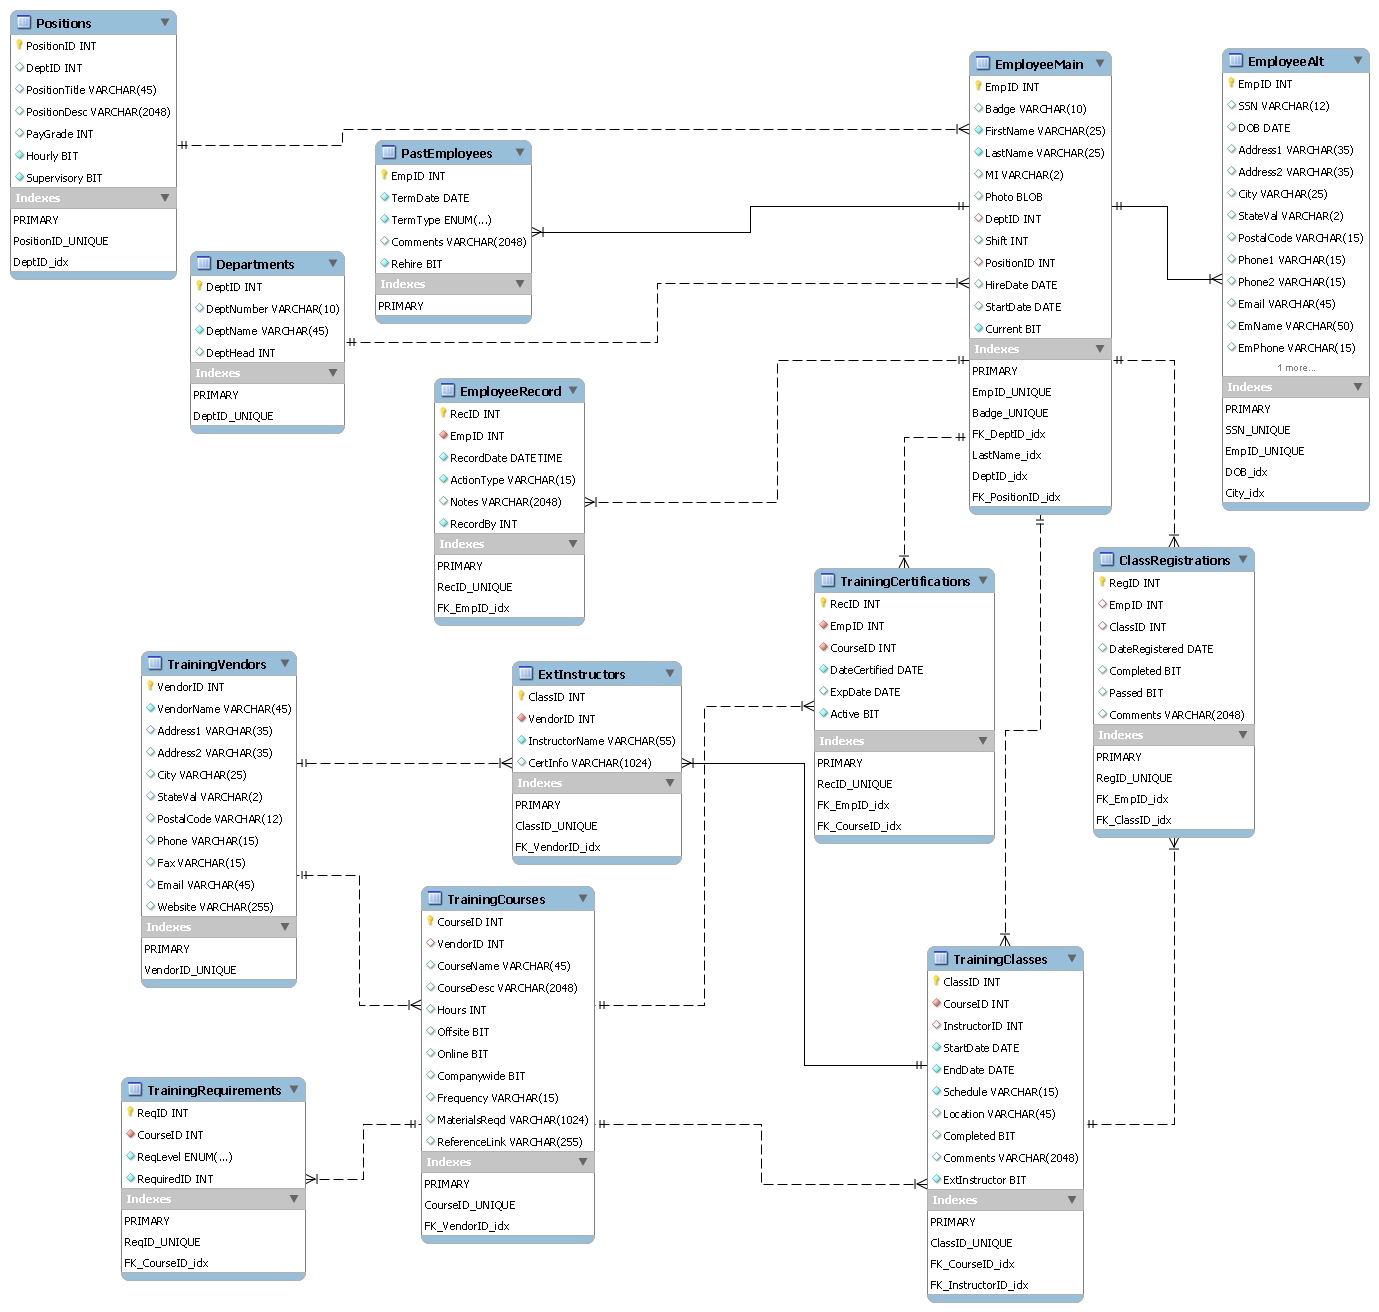 Positions
PositionID INT
DeptID INT
PositionTitle VARCHAR(45)
PositionDesc VARCHAR(2048)
PayGrade INT
Hourly BIT
Supervisory BIT
Indexes
PRIMARY
PositionID_UNIQUE
DeptID_idx
PastEmployees
EmpID INT
TermDate DATE
TermType ENUM(...)
Comments VARCHAR(2048)
Rehire BIT
Indexes
PRIMARY
Departments
DeptID INT
DeptNumber VARCHAR(10)
DeptName VARCHAR(45)
DeptHead INT
Indexes
PRIMARY
DeptID_UNIQUE
EmployeeMain
EmpID INT
Badge VARCHAR(10)
FirstName VARCHAR(25)
LastName VARCHAR(25)
MI VARCHAR(2)
Photo BLOB
DeptID INT
Shift INT
PositionID INT
HireDate DATE
StartDate DATE
Current BIT
Indexes
PRIMARY
EmpID_UNIQUE
Badge_UNIQUE
FK_DeptID_idx
LastName_idx
DeptID_idx
FK_PositionID_idx
EmployeeAlt
EmpID INT
SSN VARCHAR(12)
DOB DATE
Address1 VARCHAR(35)
Address2 VARCHAR(35)
City VARCHAR(25)
StateVal VARCHAR(2)
PostalCode VARCHAR(15)
Phone1 VARCHAR(15)
Phone2 VARCHAR(15)
Email VARCHAR(45)
EmName VARCHAR(50)
EmPhone VARCHAR(15)
1 more...
Indexes
PRIMARY
SSN_UNIQUE
EmpID_UNIQUE
DOB_idx
City_idx
EmployeeRecord
RecID INT
EmpID INT
RecordDate DATETIME
ActionType VARCHAR(15)
Notes VARCHAR(2048)
RecordBy INT
Indexes
PRIMARY
RecID_UNIQUE
FK_EmpID_idx
TrainingCertifications
RecID INT
EmpID INT
CourseID INT
DateCertified DATE
ExpDate DATE
Active BIT
Indexes
PRIMARY
RecID_UNIQUE
FK_EmpID_idx
FK_CourseID_idx
ClassRegistrations
RegID INT
EmpID INT
ClassID INT
DateRegistered DATE
Completed BIT
Passed BIT
Comments VARCHAR(2048)
Indexes
PRIMARY
RegID_UNIQUE
FK_EmpID_idx
FK_ClassID_idx
TrainingVendors
VendorID INT
VendorName VARCHAR(45)
Address1 VARCHAR(35)
Address2 VARCHAR(35)
City VARCHAR(25)
StateVal VARCHAR(2)
PostalCode VARCHAR(12)
Phone VARCHAR(15)
Fax VARCHAR(15)
Email VARCHAR(45)
Website VARCHAR(255)
Indexes
PRIMARY
VendorID_UNIQUE
ExtInstructors
ClassID INT
VendorID INT
InstructorName VARCHAR(55)
CertInfo VARCHAR(1024)
Indexes
PRIMARY
ClassID_UNIQUE
FK_VendorID_idx
TrainingCourses
CourseID INT
VendorID INT
CourseName VARCHAR(45)
CourseDesc VARCHAR(2048)
Hours INT
Offsite BIT
Online BIT
Companywide BIT
Frequency VARCHAR(15)
MaterialsReqd VARCHAR(1024)
ReferenceLink VARCHAR(255)
Indexes
PRIMARY
CourseID_UNIQUE
FK_VendorID_idx
TrainingClasses
ClassID INT
CourseID INT
InstructorID INT
StartDate DATE
EndDate DATE
Schedule VARCHAR(15)
Location VARCHAR(45)
Completed BIT
Comments VARCHAR(2048)
ExtInstructor BIT
Indexes
PRIMARY
ClassID_UNIQUE
FK_CourseID_idx
FK_InstructorID_idx
TrainingRequirements
ReqID INT
CourseID INT
ReqLevel ENUM(...)
RequiredID INT
Indexes
PRIMARY
ReqID_UNIQUE
FK_CourseID_idx